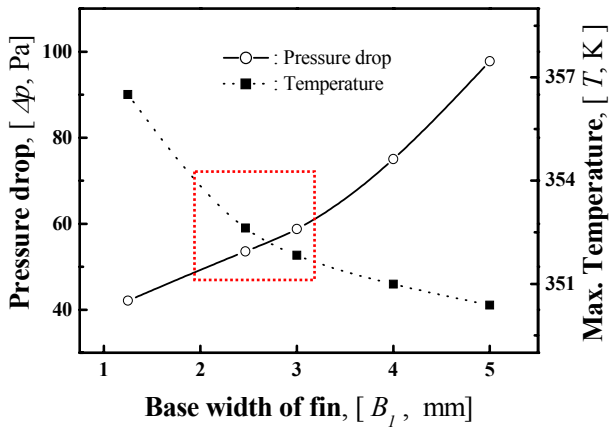 Pressure drop, [ Δp, Pa]
100
80
60
40
○ : Pressure drop
■ : Temperature
357
354
351
348
Max. Temperature, [ T, K ]
1 2 3 4 5
Base width of fin, [ B₁ , mm]